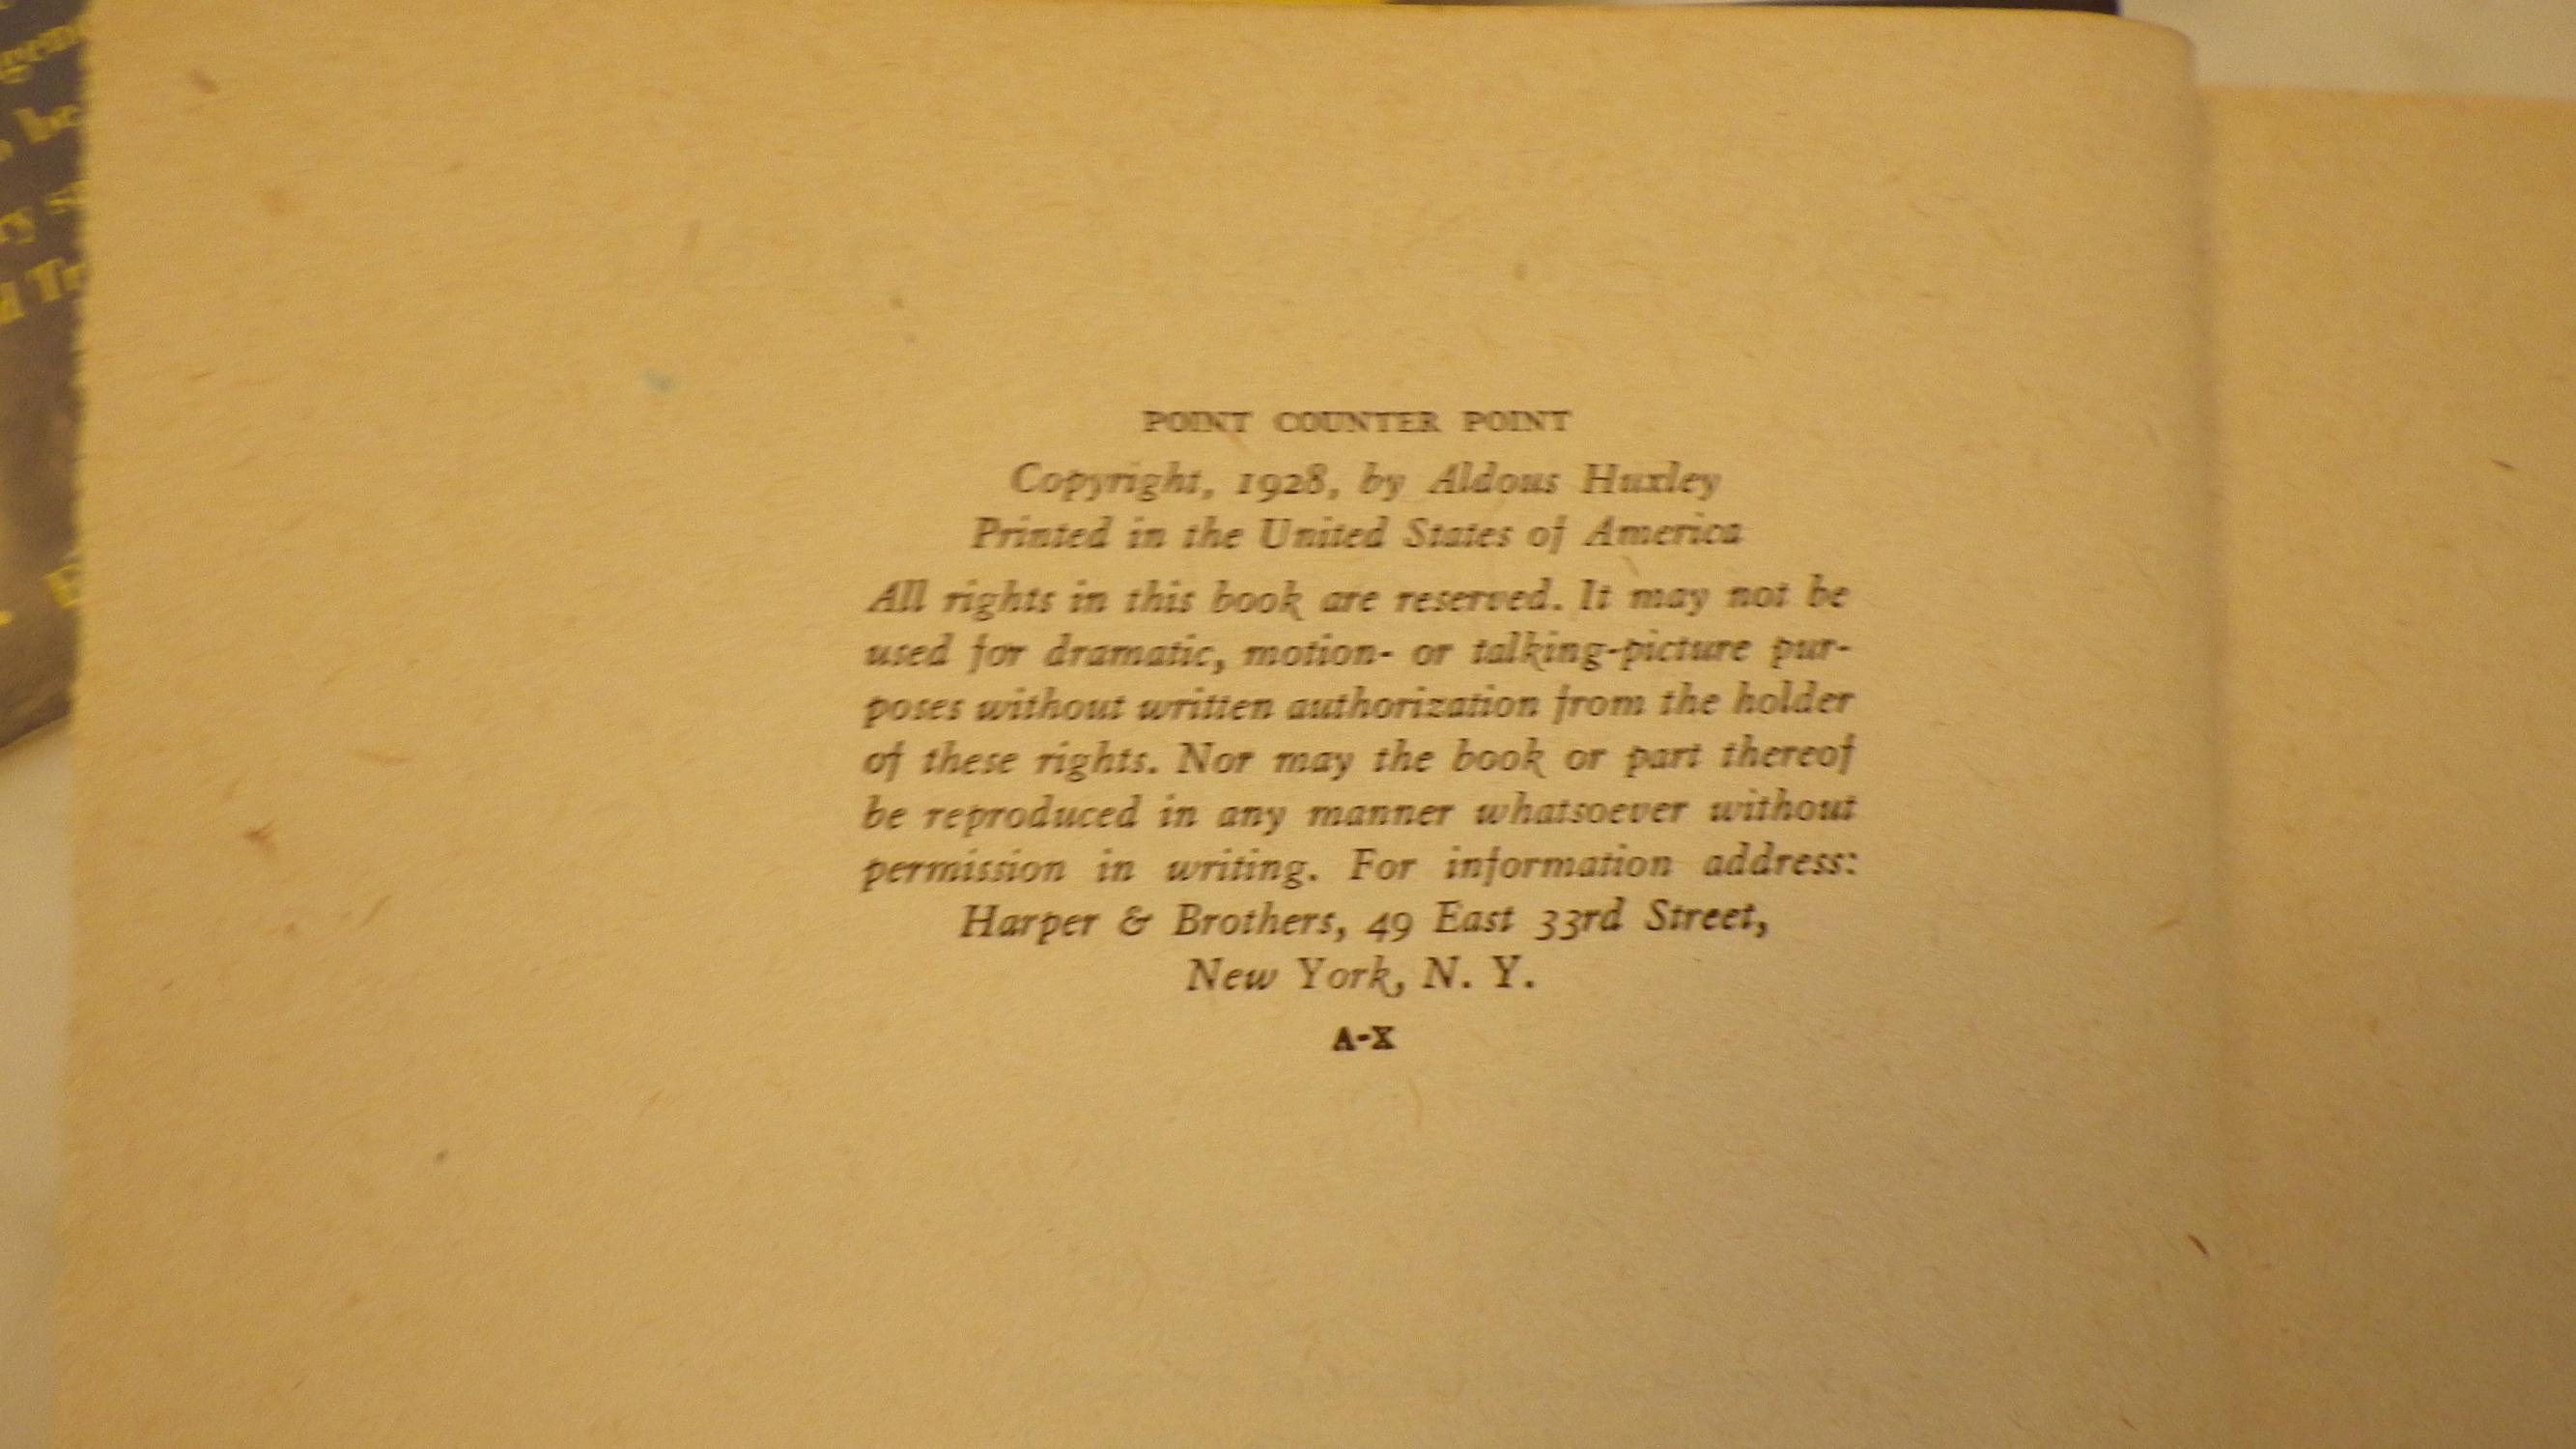 POINT COUNTER POINT
Copyright, 1928, by Aldous Huxley
Printed in the United States of America
All rights in this book are reserved. It may not be
used for dramatic, motion- or talking-picture pur-
poses without written authorization from the holder
of these rights. Nor may the book or part thereof
be reproduced in any manner whatsoever without
permission in writing. For information address:
Harper & Brothers, 49 East 33rd Street,
New York, N. Y.
A-X